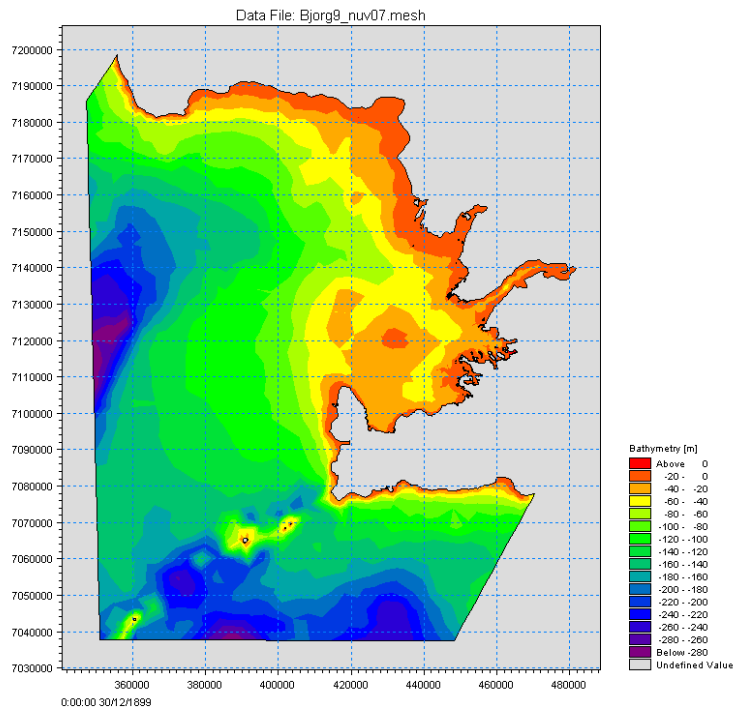 Data File: Bjorg9_nuv07.mesh
7200000
7190000
7180000
7170000
7160000
7150000
7140000
7130000
7120000
7110000
7100000
7090000
7080000
7070000
7060000
7050000
7040000
7030000
360000 380000 400000 420000 440000 460000 480000
0:00:00 30/12/1899
Bathymetry [m]
Above 0
-20 - 0
-40 - -20
-60 - -40
-80 - -60
-100 - -80
-120 - -100
-140 - -120
-160 - -140
-180 - -160
-200 - -180
-220 - -200
-240 - -220
-260 - -240
-280 - -260
Below -280
Undefined Value